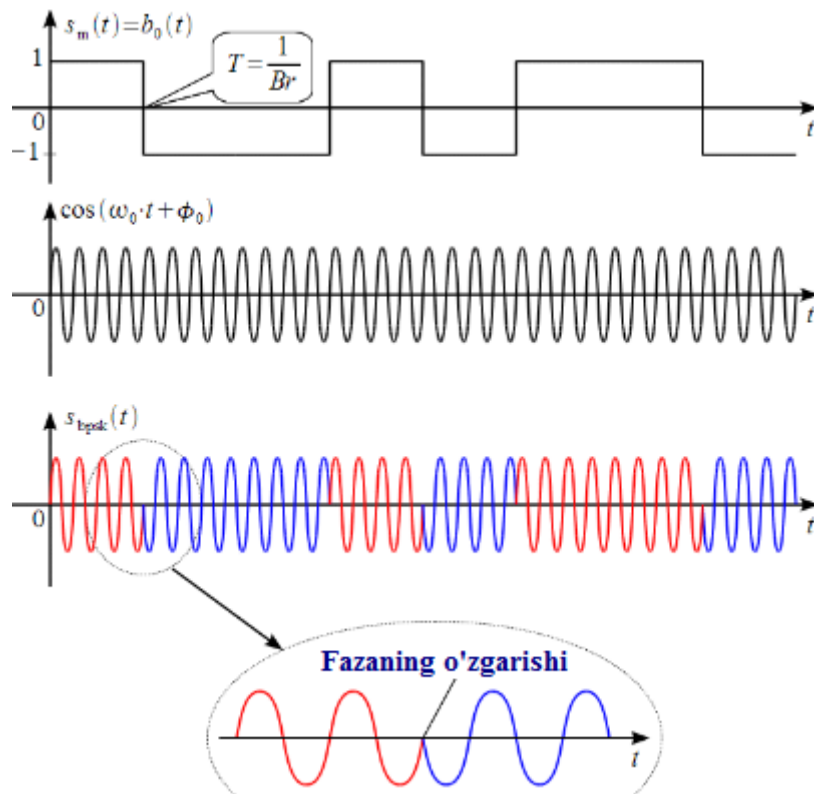 s_m(t)=b_0(t)
T=1/Br
1
0
t
−1
cos(ω_0·t+ϕ_0)
0
t
s_bpsk(t)
0
t
Fazaning o'zgarishi
t